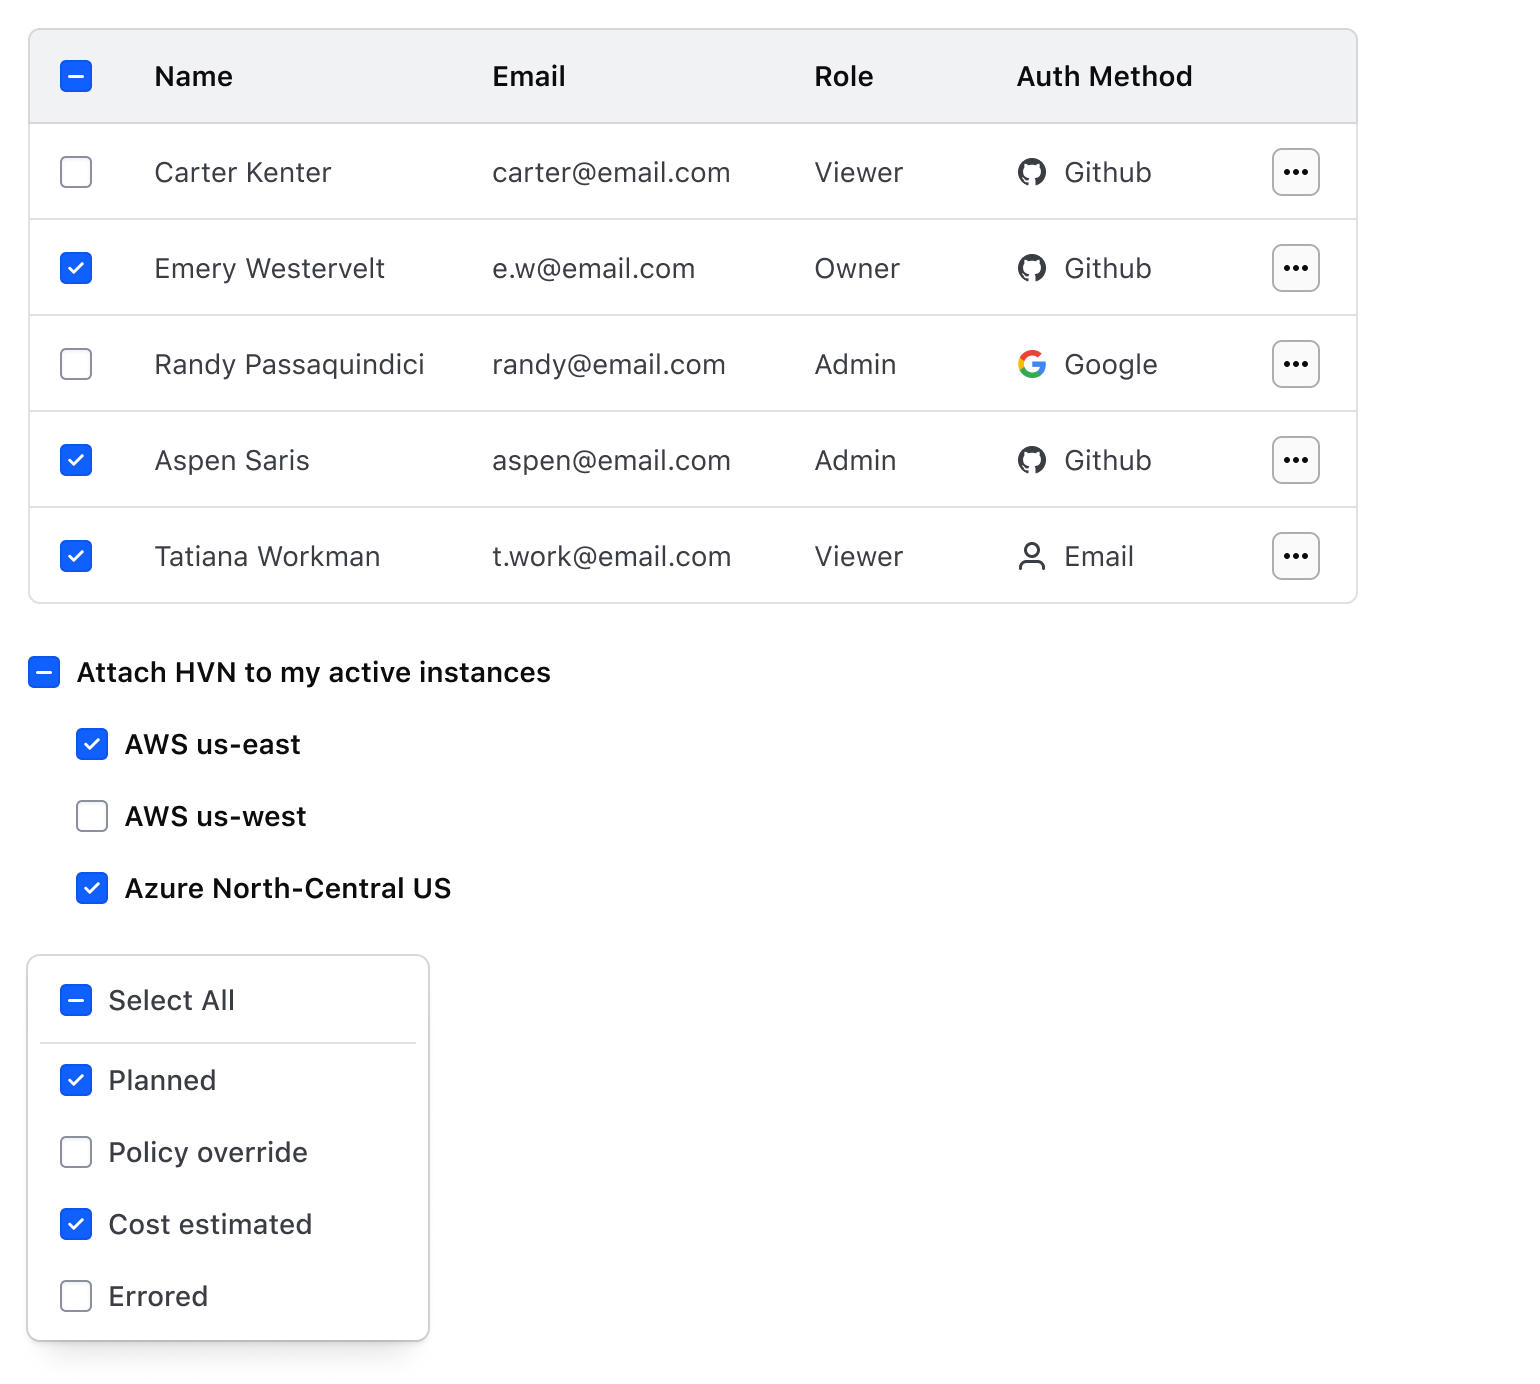 Name Email Role Auth Method
Carter Kenter carter@email.com Viewer Github
Emery Westervelt e.w@email.com Owner Github
Randy Passaquindici randy@email.com Admin Google
Aspen Saris aspen@email.com Admin Github
Tatiana Workman t.work@email.com Viewer Email
Attach HVN to my active instances
AWS us-east
AWS us-west
Azure North-Central US
Select All
Planned
Policy override
Cost estimated
Errored